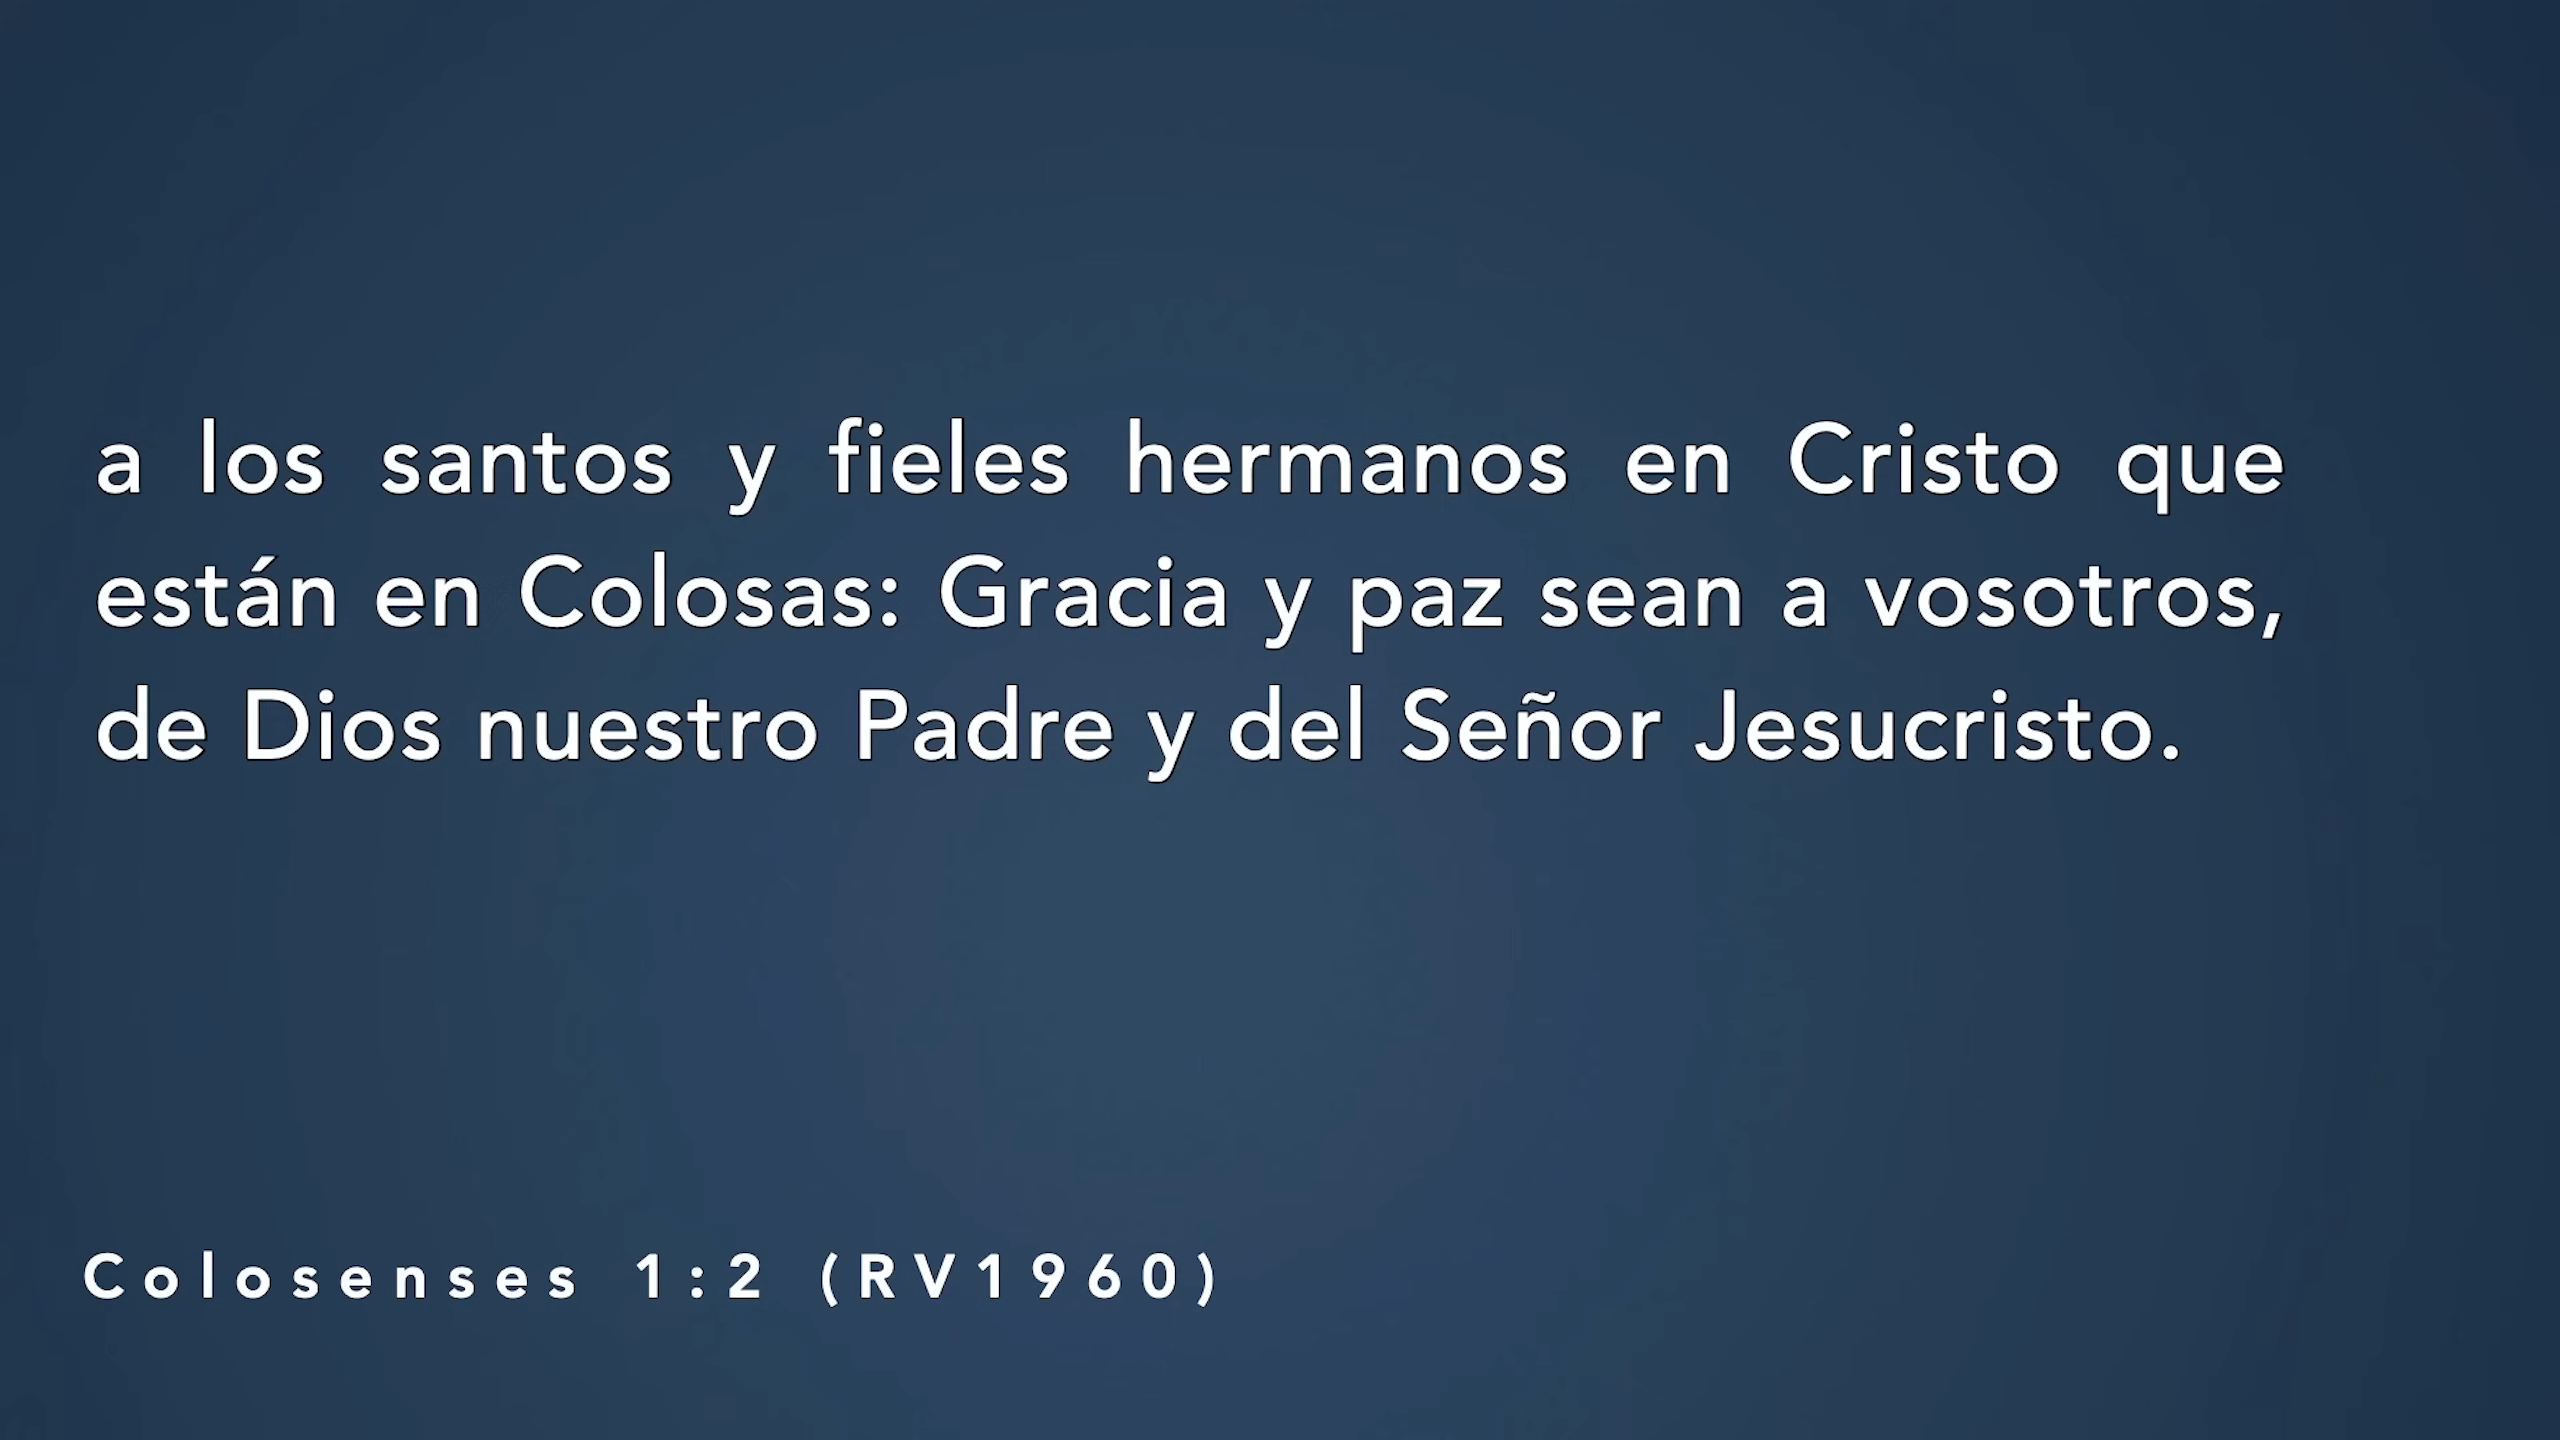 a los santos y fieles hermanos en Cristo que
están en Colosas: Gracia y paz sean a vosotros,
de Dios nuestro Padre y del Señor Jesucristo.
Colosenses 1:2 (RV1960)